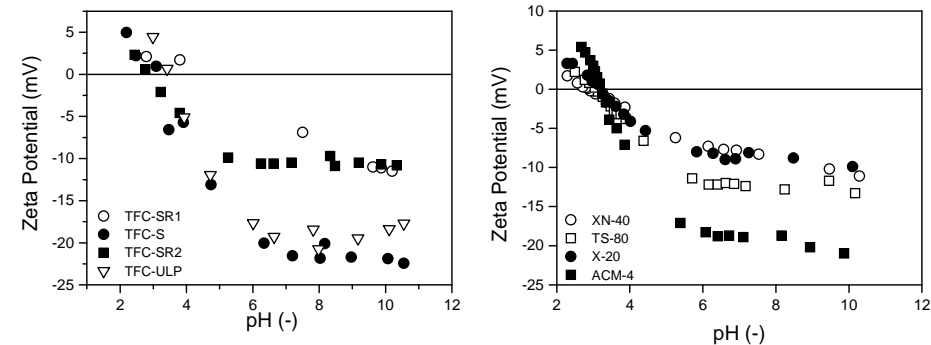 5
0
-5
-10
-15
-20
-25
Zeta Potential (mV)
TFC-SR1
TFC-S
TFC-SR2
TFC-ULP
2 4 6 8 10 12
pH (-)
10
5
0
-5
-10
-15
-20
-25
Zeta Potential (mV)
XN-40
TS-80
X-20
ACM-4
2 4 6 8 10 12
pH (-)